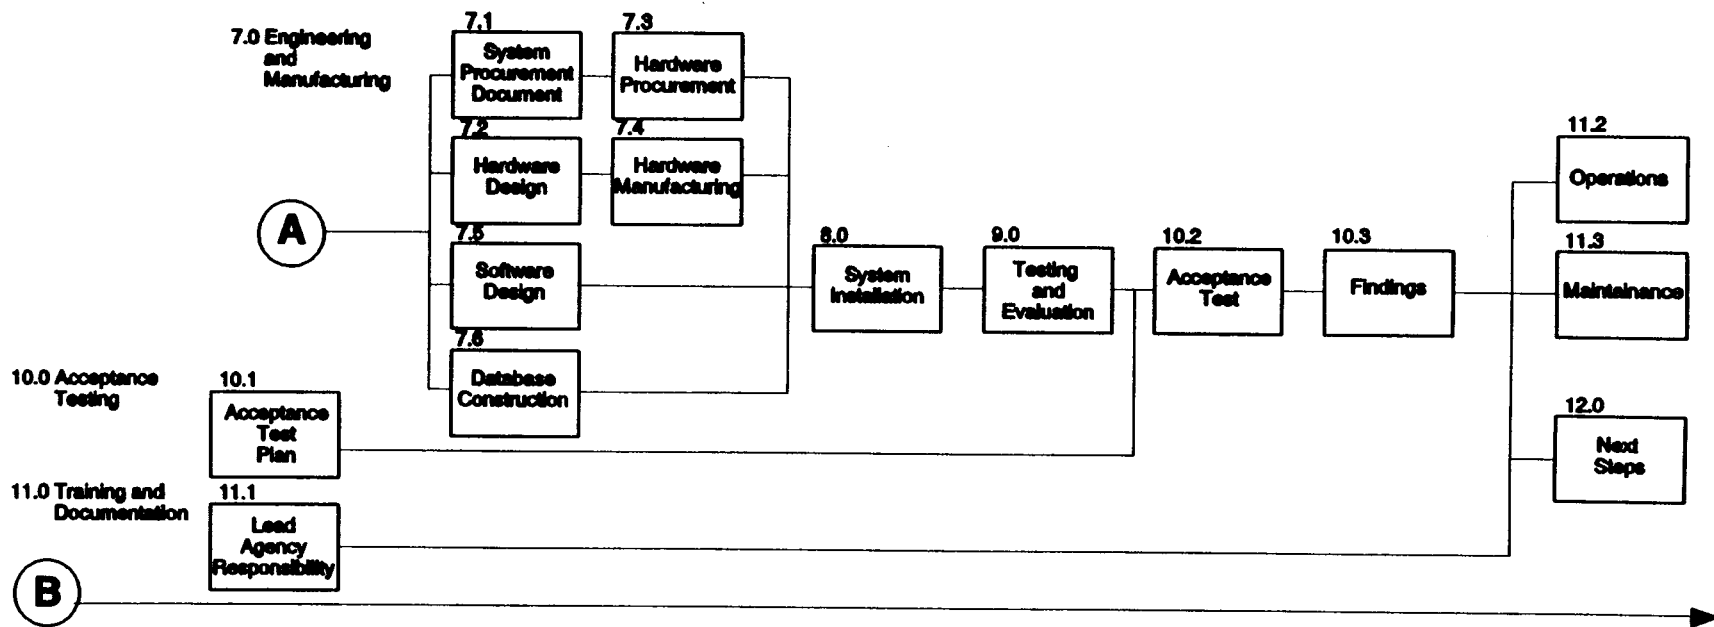 7.0 Engineering
and
Manufacturing
7.1
System
Procurement
Document
7.3
Hardware
Procurement
7.2
Hardware
Design
7.4
Hardware
Manufacturing
A
7.5
Software
Design
7.6
Database
Construction
8.0
System
Installation
9.0
Testing
and
Evaluation
10.2
Acceptance
Test
10.3
Findings
11.2
Operations
11.3
Maintainance
12.0
Next
Steps
10.0 Acceptance
Testing
10.1
Acceptance
Test
Plan
11.0 Training and
Documentation
11.1
Lead
Agency
Responsibility
B